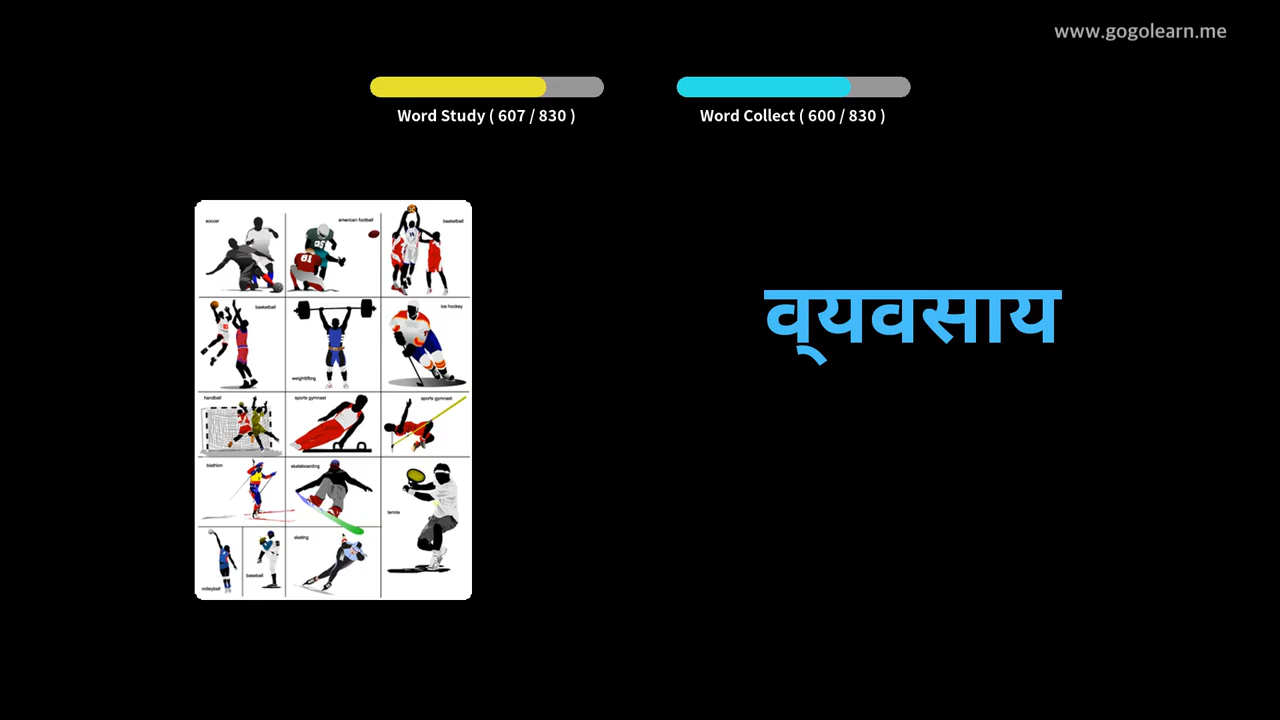 www.gogolearn.me
Word Study ( 607 / 830 )
Word Collect ( 600 / 830 )
soccer
american football
basketball
basketball
weightlifting
ice hockey
handball
sports gymnast
sports gymnast
biathlon
skateboarding
tennis
volleyball
baseball
skating
व्‌यवसाय